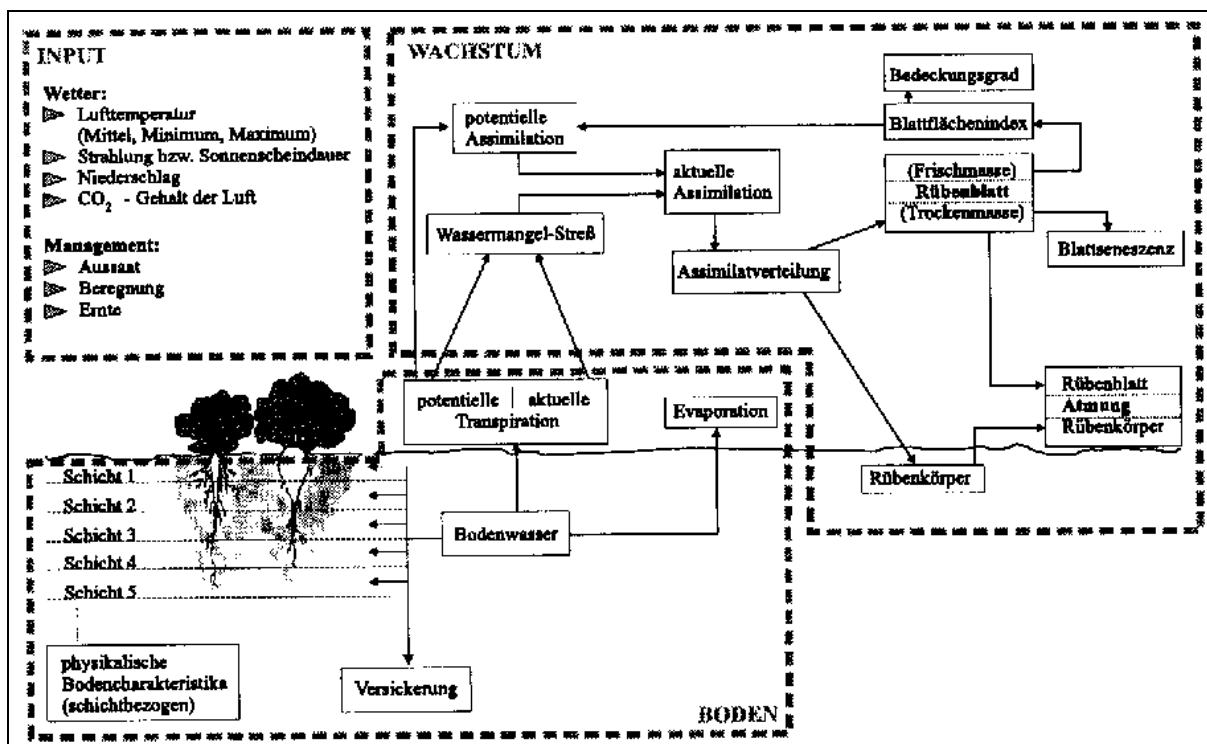 INPUT
Wetter:
Lufttemperatur
(Mittel, Minimum, Maximum)
Strahlung bzw. Sonnenscheindauer
Niederschlag
CO₂ - Gehalt der Luft
Management:
Aussaat
Beregnung
Ernte
WACHSTUM
Bedeckungsgrad
potentielle
Assimilation
Blattflächenindex
aktuelle
Assimilation
(Frischmasse)
Rübenblatt
(Trockenmasse)
Wassermangel-Streß
Assimilatverteilung
Blattseneszenz
potentielle | aktuelle
Transpiration
Evaporation
Rübenblatt
Atmung
Rübenkörper
Rübenkörper
Schicht 1
Schicht 2
Schicht 3
Schicht 4
Schicht 5
Bodenwasser
physikalische
Bodencharakteristika
(schichtbezogen)
Versickerung
BODEN